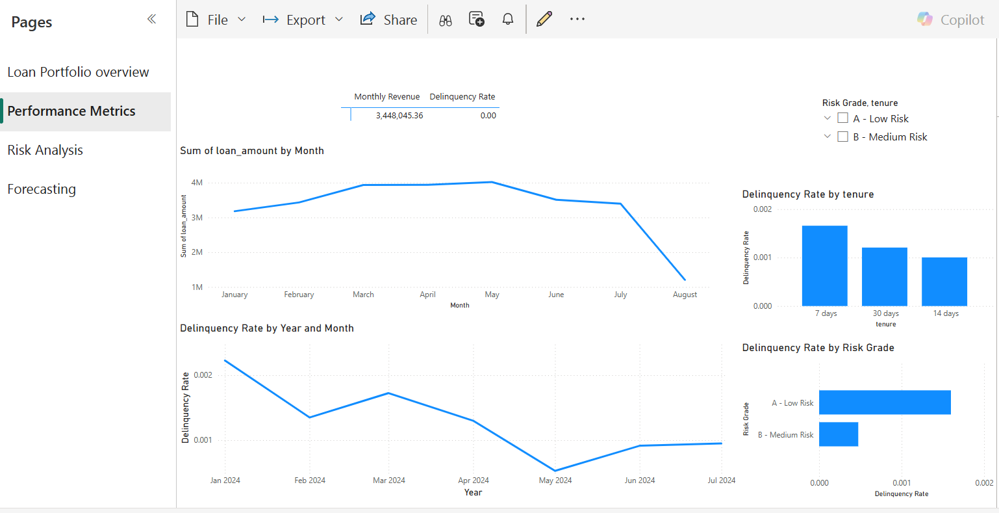 Pages
File
Export
Share
Copilot
Loan Portfolio overview
Performance Metrics
Risk Analysis
Forecasting
Monthly Revenue Delinquency Rate
3,448,045.36 0.00
Risk Grade, tenure
A - Low Risk
B - Medium Risk
Sum of loan_amount by Month
Sum of loan_amount
4M
3M
2M
1M
January February March April May June July August
Month
Delinquency Rate by tenure
Delinquency Rate
0.002
0.001
0.000
7 days 30 days 14 days
tenure
Delinquency Rate by Year and Month
Delinquency Rate
0.002
0.001
Jan 2024 Feb 2024 Mar 2024 Apr 2024 May 2024 Jun 2024 Jul 2024
Year
Delinquency Rate by Risk Grade
Risk Grade
A - Low Risk
B - Medium Risk
0.000 0.001 0.002
Delinquency Rate